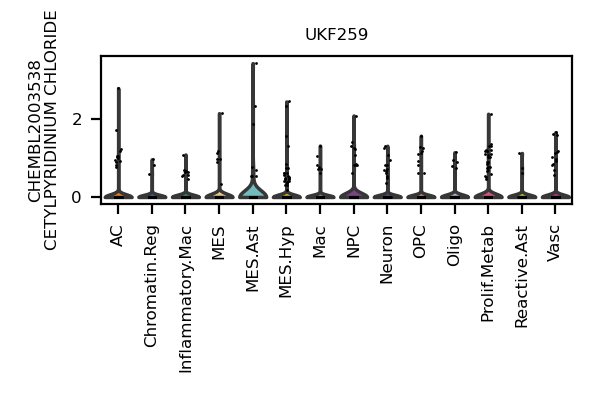 UKF259
CHEMBL2003538
CETYLPYRIDINIUM CHLORIDE
2
0
AC
Chromatin.Reg
Inflammatory.Mac
MES
MES.Ast
MES.Hyp
Mac
NPC
Neuron
OPC
Oligo
Prolif.Metab
Reactive.Ast
Vasc